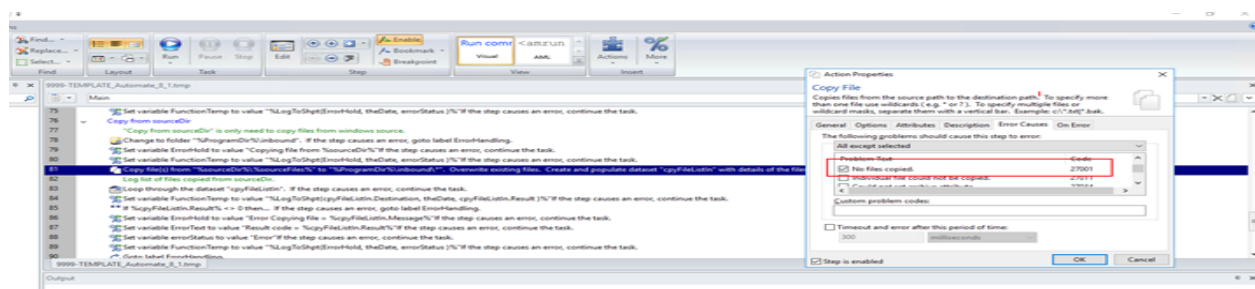 Find...
Replace...
Select...
Find
Layout
Run
Pause
Stop
Task
Edit
Enable
Bookmark
Breakpoint
Step
Run comr
<amrun
Visual
AML
View
Actions
More
Insert
9999-TEMPLATE_Automate_8_1.tmp
Main
75 Set variable FunctionTemp to value "%LogToShpt(ErrorHold, theDate, errorStatus )%"If the step causes an error, continue the task.
76 Copy from sourceDir
77 "Copy from sourceDir" is only need to copy files from windows source.
78 Change to folder "%ProgramDir%\inbound". If the step causes an error, goto label ErrorHandling.
79 Set variable ErrorHold to value "Copying file from %sourceDir%"If the step causes an error, continue the task.
80 Set variable FunctionTemp to value "%LogToShpt(ErrorHold, theDate, errorStatus )%"If the step causes an error, continue the task.
81 Copy file(s) from "%sourceDir%\%sourceFiles%" to "%ProgramDir%\inbound\*". Overwrite existing files. Create and populate dataset "cpyFileListIn" with details of the file
82 Log list of files copied from sourceDir.
83 Loop through the dataset "cpyFileListIn". If the step causes an error, continue the task.
84 Set variable FunctionTemp to value "%LogToShpt(cpyFileListIn.Destination, theDate, cpyFileListIn.Result )%"If the step causes an error, continue the task.
85 If %cpyFileListIn.Result% <> 0 then... If the step causes an error, goto label ErrorHandling.
86 Set variable ErrorHold to value "Error Copying file = %cpyFileListIn.Message%"If the step causes an error, continue the task.
87 Set variable ErrorText to value "Result code = %cpyFileListIn.Result%"If the step causes an error, continue the task.
88 Set variable errorStatus to value "Error"If the step causes an error, continue the task.
89 Set variable FunctionTemp to value "%LogToShpt(ErrorHold, theDate, errorStatus )%"If the step causes an error, continue the task.
90 Goto label ErrorHandling.
9999-TEMPLATE_Automate_8_1.tmp
Output
Action Properties
Copy File
Copies files from the source path to the destination path. To specify more
than one file use wildcards ( e.g. * or ? ). To specify multiple files or
wildcard masks, separate them with a vertical bar. Example: c:\*.txt|*.bak.
General Options Attributes Description Error Causes On Error
The following problems should cause this step to error:
All except selected
Problem Text Code
No files copied. 27001
Individual file could not be copied. 27011
Could not set archive attribute
Custom problem codes:
Timeout and error after this period of time:
300 milliseconds
Step is enabled
OK Cancel